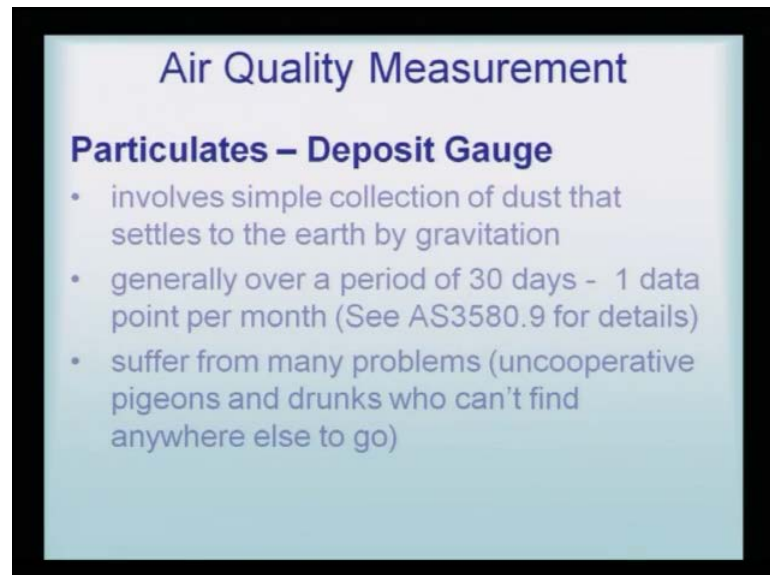 Air Quality Measurement
Particulates – Deposit Gauge
• involves simple collection of dust that
settles to the earth by gravitation
• generally over a period of 30 days - 1 data
point per month (See AS3580.9 for details)
• suffer from many problems (uncooperative
pigeons and drunks who can't find
anywhere else to go)